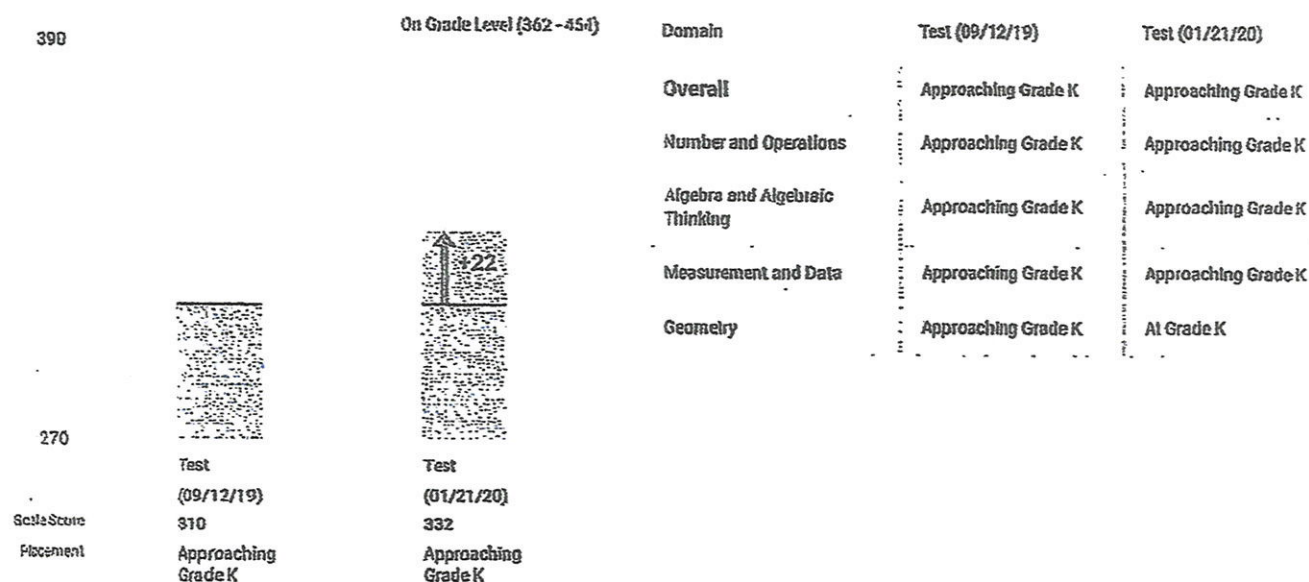 390
On Grade Level (362 - 454)
+22
270
Test
(09/12/19)
Test
(01/21/20)
Scale Score
310
332
Placement
Approaching
Grade K
Approaching
Grade K
Domain
Test (09/12/19)
Test (01/21/20)
Overall
Approaching Grade K
Approaching Grade K
Number and Operations
Approaching Grade K
Approaching Grade K
Algebra and Algebraic
Thinking
Approaching Grade K
Approaching Grade K
Measurement and Data
Approaching Grade K
Approaching Grade K
Geometry
Approaching Grade K
At Grade K